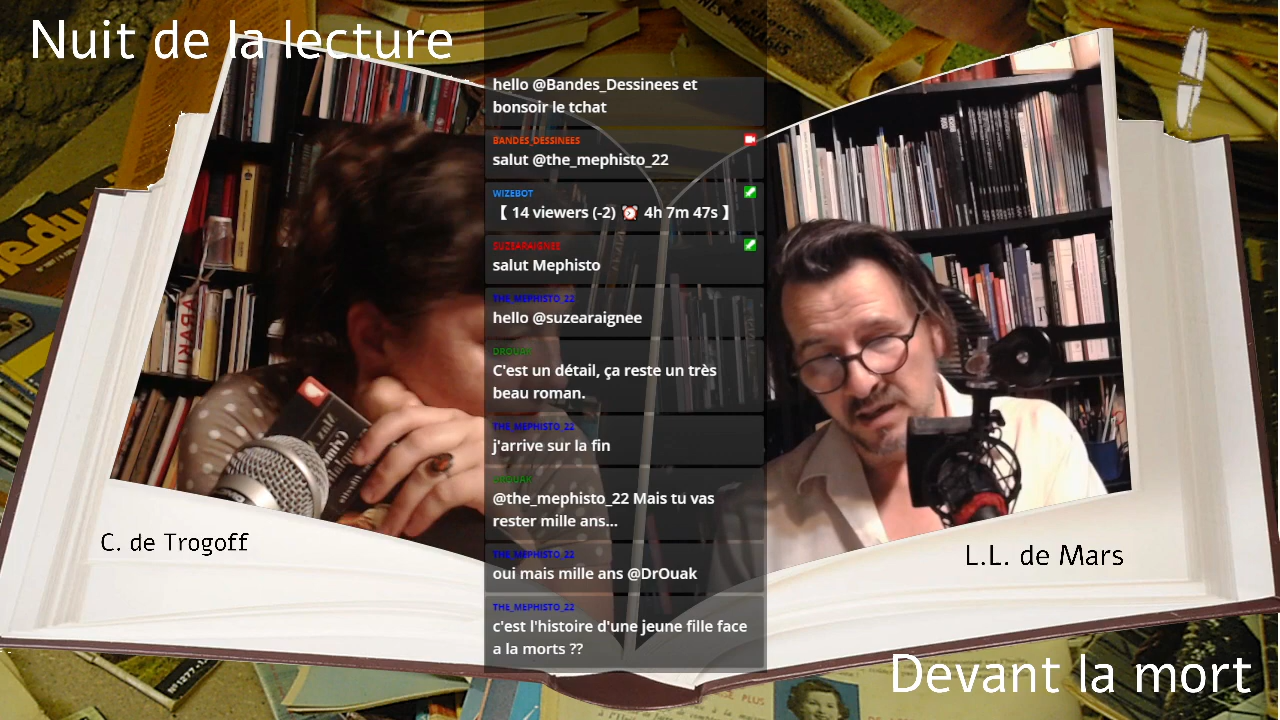 Nuit de la lecture
hello @Bandes_Dessinees et
bonsoir le tchat
BANDES_DESSINEES
salut @the_mephisto_22
WIZEBOT
【 14 viewers (-2) ⏰ 4h 7m 47s 】
SUZEARAIGNEE
salut Mephisto
THE_MEPHISTO_22
hello @suzearaignee
DROUAK
C'est un détail, ça reste un très
beau roman.
THE_MEPHISTO_22
j'arrive sur la fin
DROUAK
@the_mephisto_22 Mais tu vas
rester mille ans...
THE_MEPHISTO_22
oui mais mille ans @DrOuak
THE_MEPHISTO_22
c'est l'histoire d'une jeune fille face
a la morts ??
C. de Trogoff
L.L. de Mars
Devant la mort